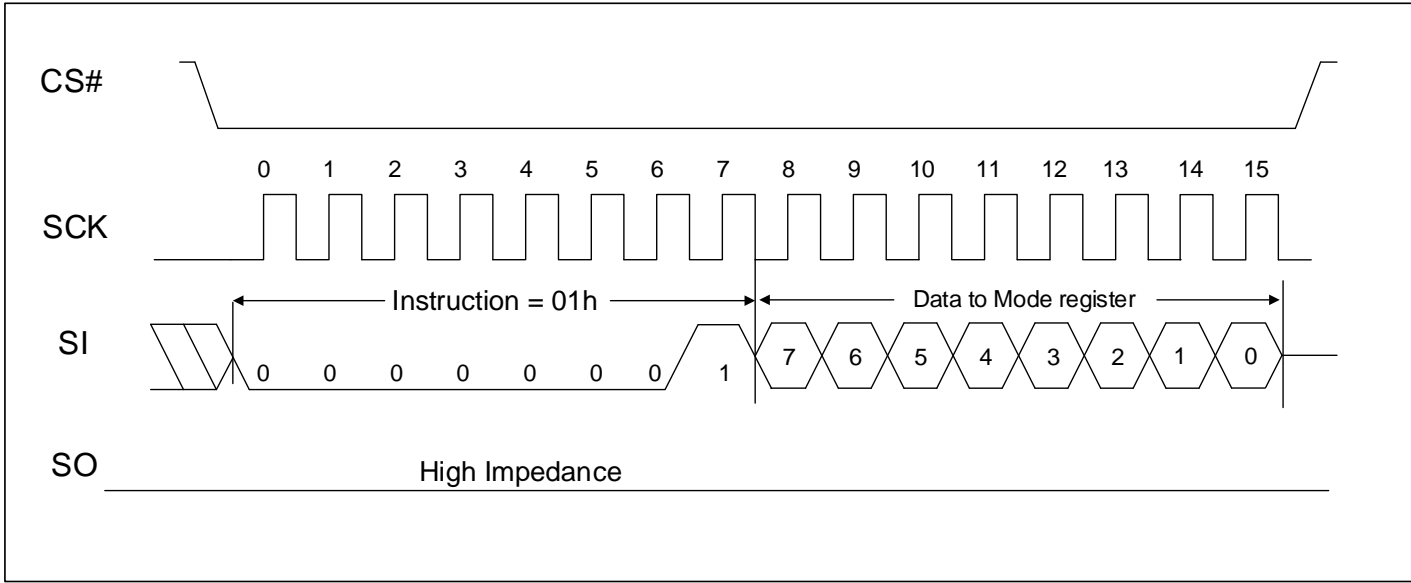 CS#
0 1 2 3 4 5 6 7 8 9 10 11 12 13 14 15
SCK
Instruction = 01h Data to Mode register
SI
0 0 0 0 0 0 0 1 7 6 5 4 3 2 1 0
SO
High Impedance